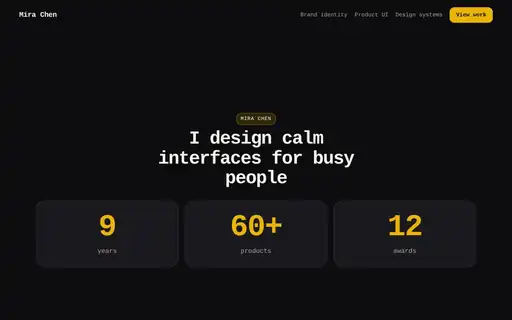 Mira Chen
Brand identity Product UI Design systems View work
MIRA CHEN
I design calm
interfaces for busy
people
9 60+ 12
years products awards